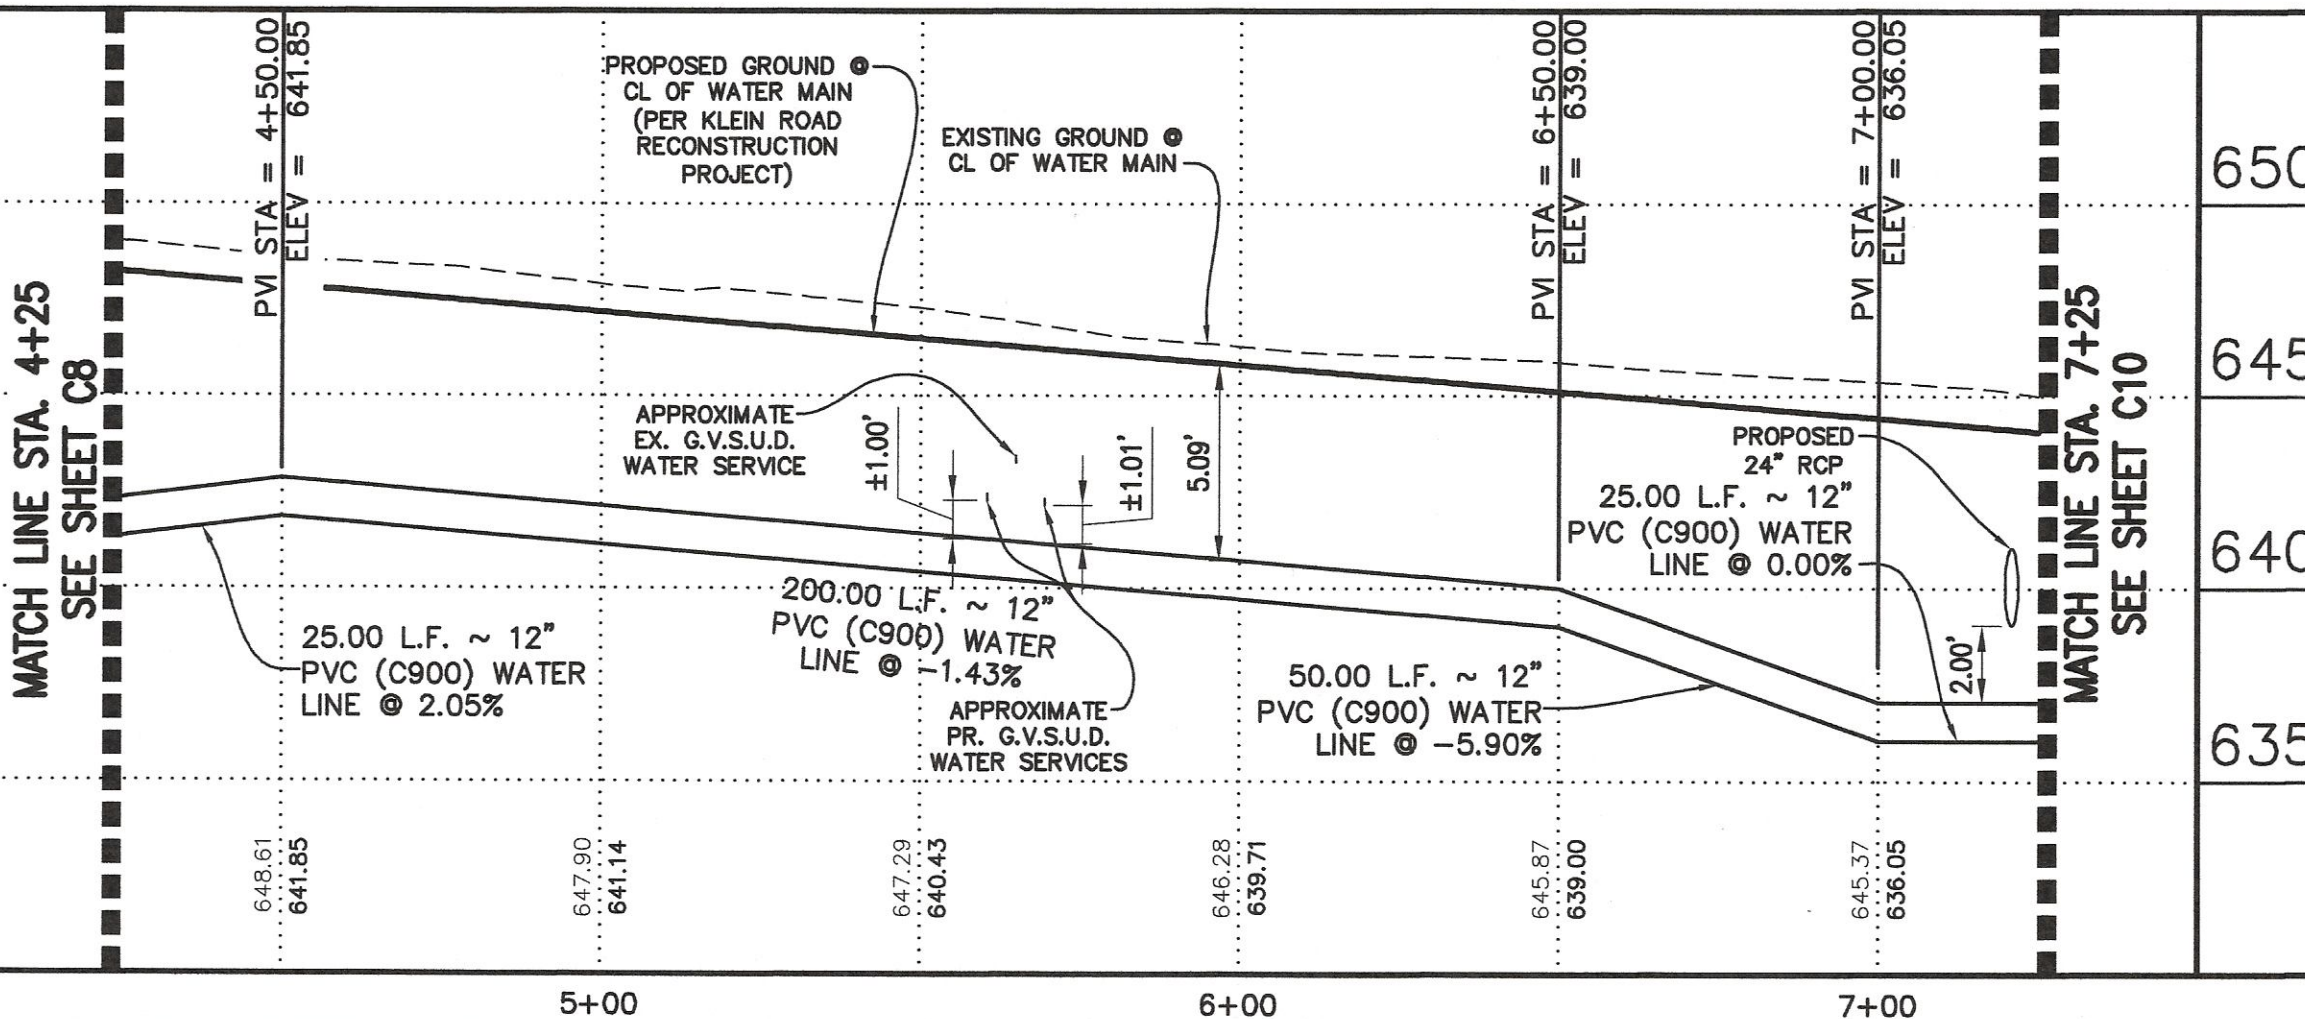 MATCH LINE STA. 4+25
SEE SHEET C8
PVI STA = 4+50.00
ELEV = 641.85
PROPOSED GROUND @
CL OF WATER MAIN
(PER KLEIN ROAD
RECONSTRUCTION
PROJECT)
EXISTING GROUND @
CL OF WATER MAIN
PVI STA = 6+50.00
ELEV = 639.00
PVI STA = 7+00.00
ELEV = 636.05
650
645
640
635
MATCH LINE STA. 7+25
SEE SHEET C10
APPROXIMATE
EX. G.V.S.U.D.
WATER SERVICE
±1.00'
±1.01'
5.09'
PROPOSED
24" RCP
25.00 L.F. ~ 12"
PVC (C900) WATER
LINE @ 0.00%
2.00'
25.00 L.F. ~ 12"
PVC (C900) WATER
LINE @ 2.05%
200.00 L.F. ~ 12"
PVC (C900) WATER
LINE @ -1.43%
APPROXIMATE
PR. G.V.S.U.D.
WATER SERVICES
50.00 L.F. ~ 12"
PVC (C900) WATER
LINE @ -5.90%
648.61
641.85
647.90
641.14
647.29
640.43
646.28
639.71
645.87
639.00
645.37
636.05
5+00
6+00
7+00